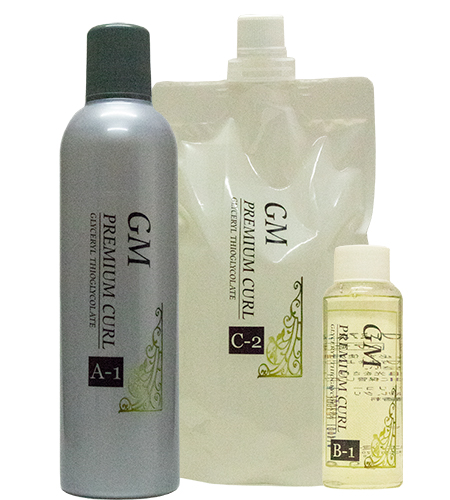 GM
PREMIUM CURL
GLYCERYL THIOGLYCOLATE
A-1
GM
PREMIUM CURL
GLYCERYL THIOGLYCOLATE
C-2
GM
PREMIUM CURL
B-1